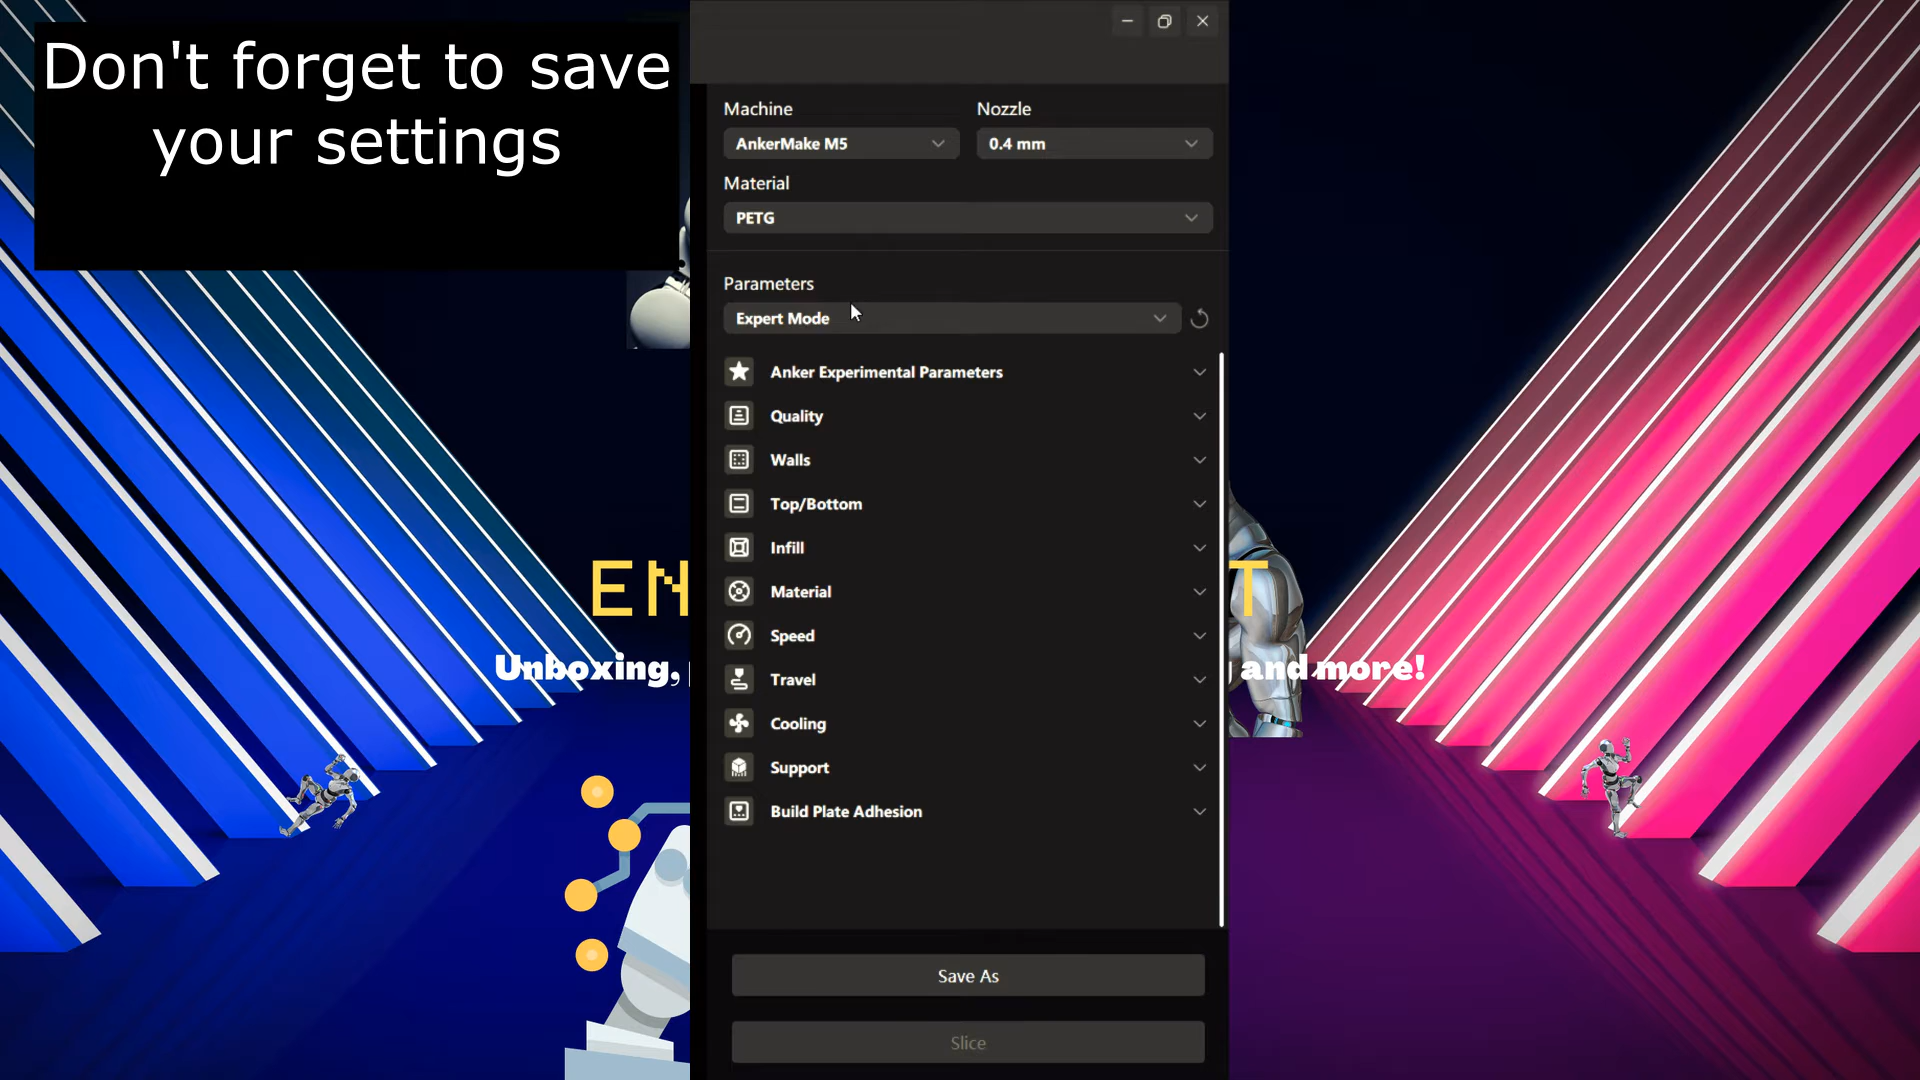 Don't forget to save
your settings
Machine
Nozzle
AnkerMake M5
0.4 mm
Material
PETG
Parameters
Expert Mode
Anker Experimental Parameters
Quality
Walls
Top/Bottom
Infill
Material
Speed
Travel
Cooling
Support
Build Plate Adhesion
Save As
Slice
EN
T
Unboxing,
and more!